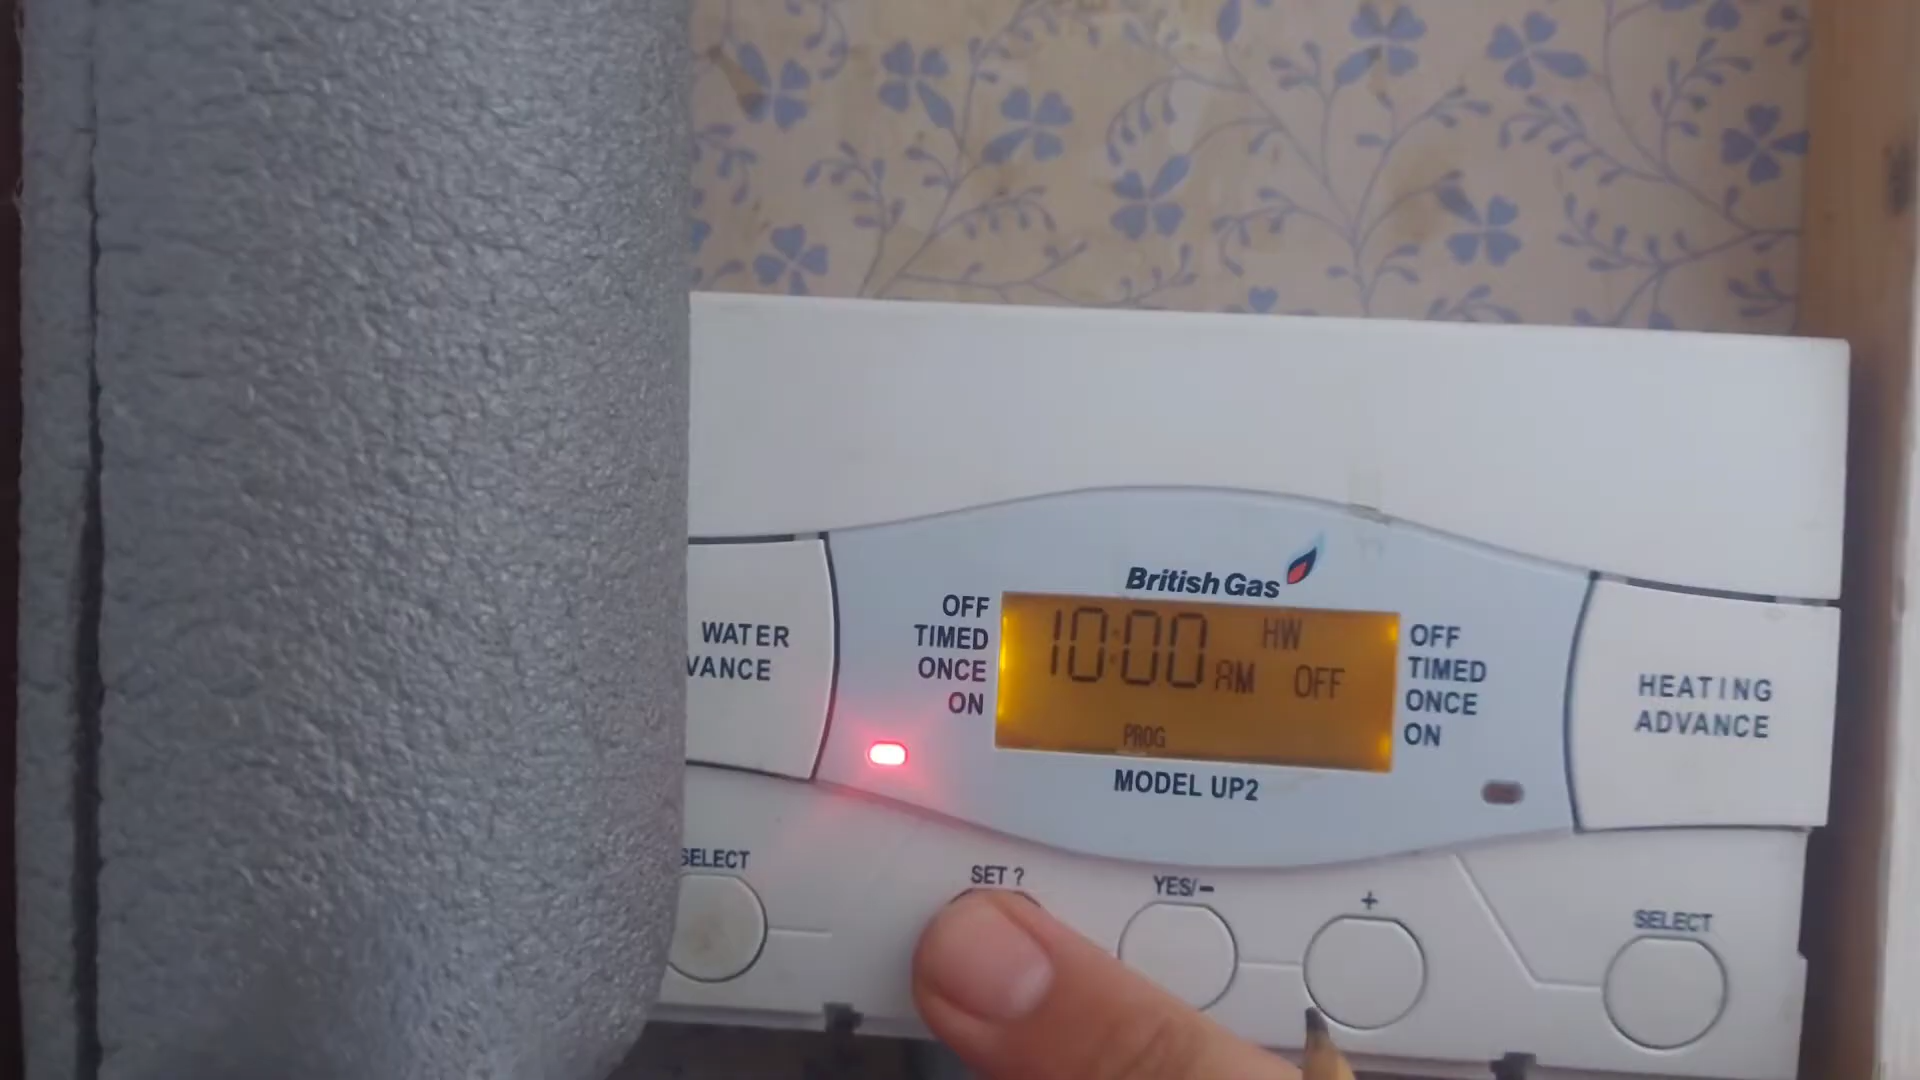 British Gas
OFF
TIMED
ONCE
ON
10:00 AM
HW
OFF
PROG
OFF
TIMED
ONCE
ON
WATER
VANCE
HEATING
ADVANCE
MODEL UP2
SELECT
SET ?
YES/-
+
SELECT